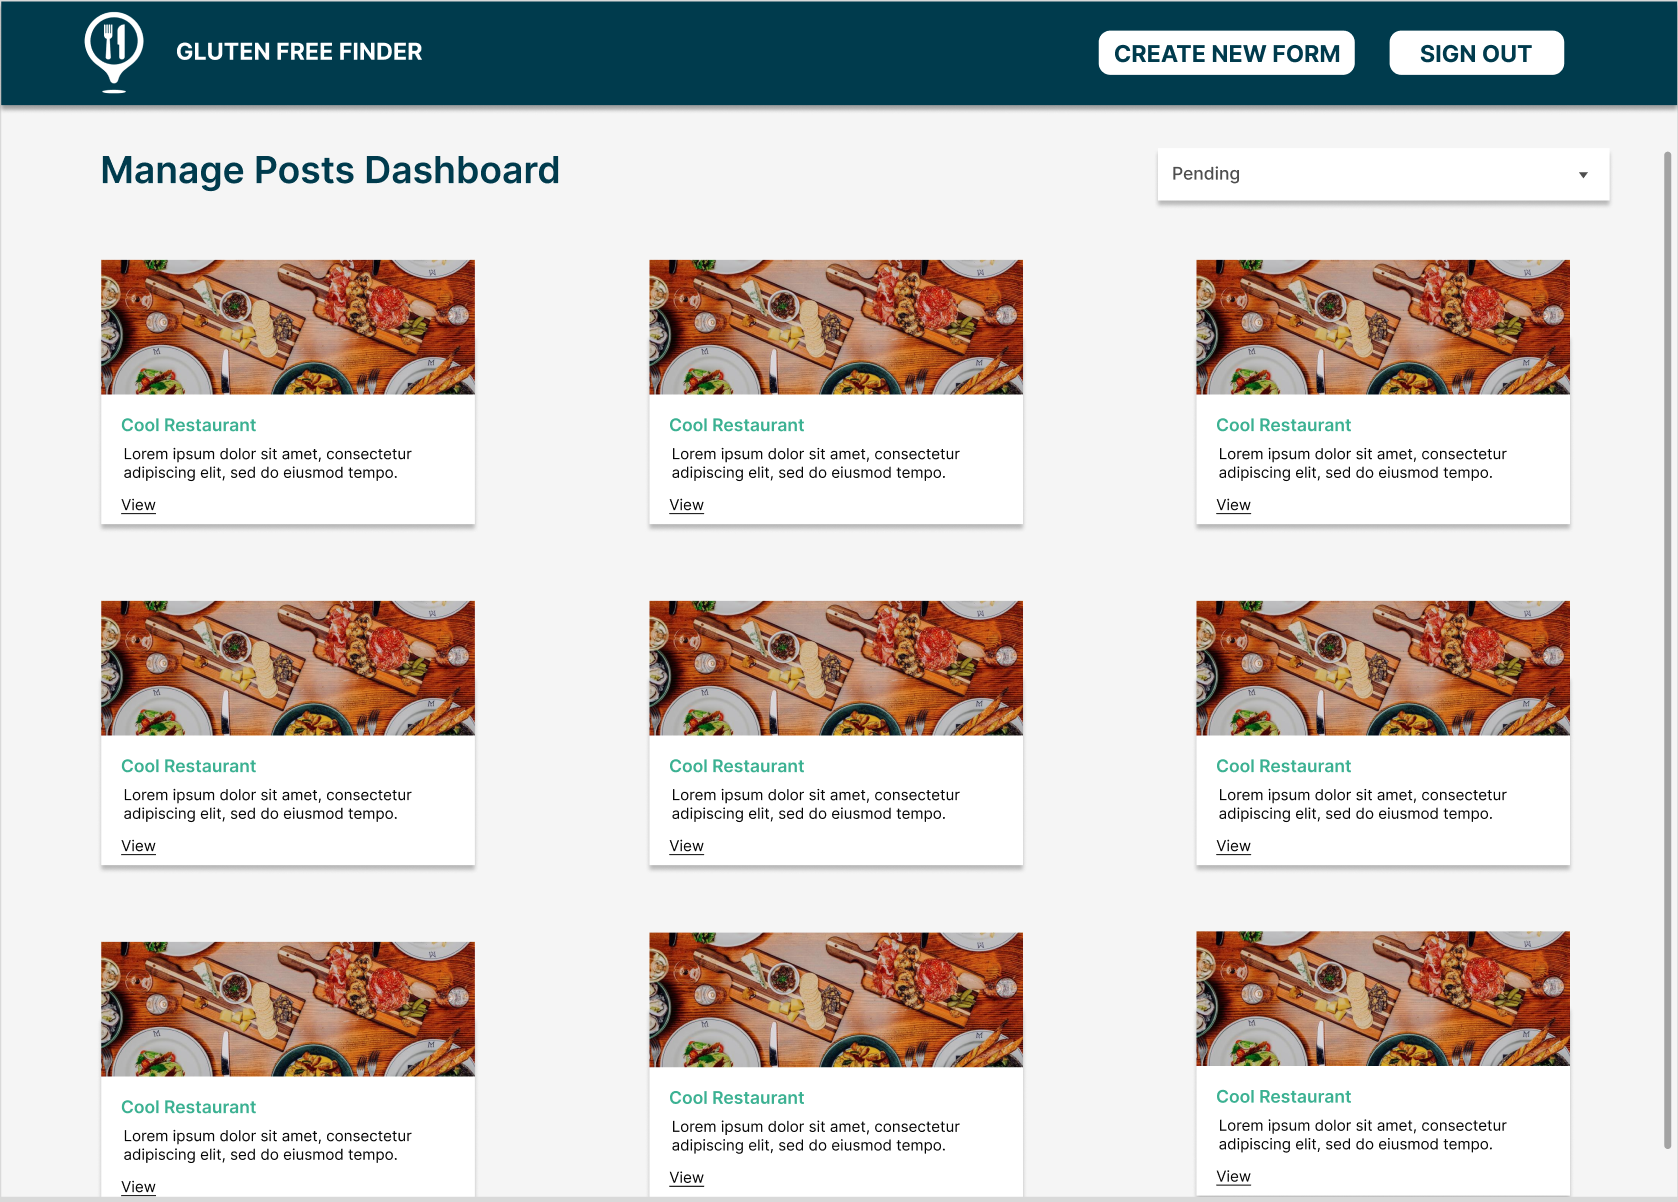 GLUTEN FREE FINDER
CREATE NEW FORM
SIGN OUT
Manage Posts Dashboard
Pending
Cool Restaurant
Lorem ipsum dolor sit amet, consectetur
adipiscing elit, sed do eiusmod tempo.
View
Cool Restaurant
Lorem ipsum dolor sit amet, consectetur
adipiscing elit, sed do eiusmod tempo.
View
Cool Restaurant
Lorem ipsum dolor sit amet, consectetur
adipiscing elit, sed do eiusmod tempo.
View
Cool Restaurant
Lorem ipsum dolor sit amet, consectetur
adipiscing elit, sed do eiusmod tempo.
View
Cool Restaurant
Lorem ipsum dolor sit amet, consectetur
adipiscing elit, sed do eiusmod tempo.
View
Cool Restaurant
Lorem ipsum dolor sit amet, consectetur
adipiscing elit, sed do eiusmod tempo.
View
Cool Restaurant
Lorem ipsum dolor sit amet, consectetur
adipiscing elit, sed do eiusmod tempo.
View
Cool Restaurant
Lorem ipsum dolor sit amet, consectetur
adipiscing elit, sed do eiusmod tempo.
View
Cool Restaurant
Lorem ipsum dolor sit amet, consectetur
adipiscing elit, sed do eiusmod tempo.
View